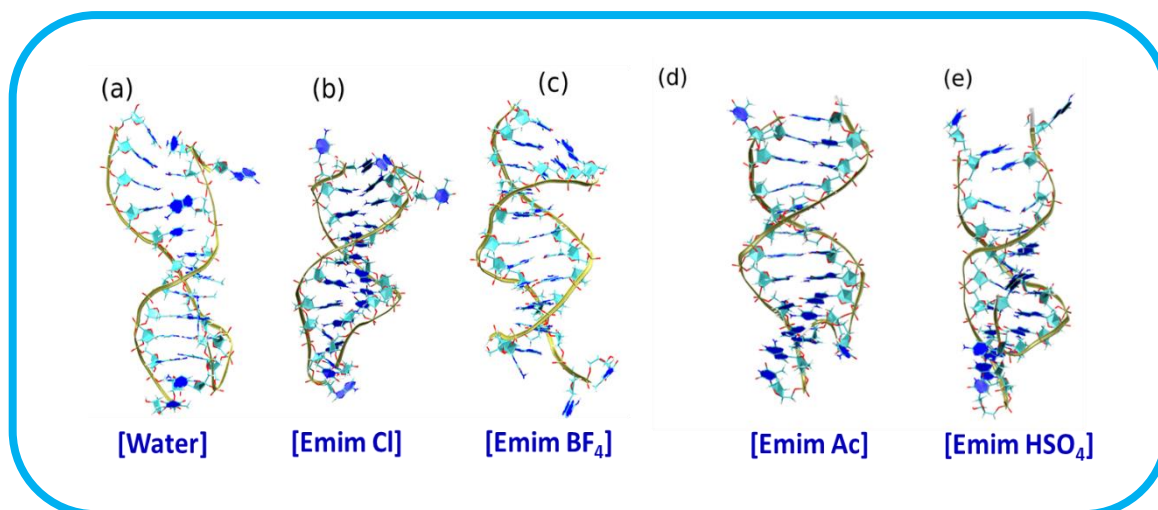 (a)
(b)
(c)
(d)
(e)
[Water]
[Emim Cl]
[Emim BF₄]
[Emim Ac]
[Emim HSO₄]